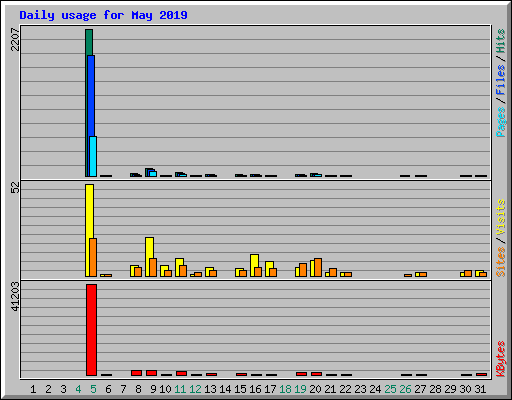 Daily usage for May 2019
2207
52
41203
Pages / Files / Hits
Sites / Visits
KBytes
1 2 3 4 5 6 7 8 9 10 11 12 13 14 15 16 17 18 19 20 21 22 23 24 25 26 27 28 29 30 31